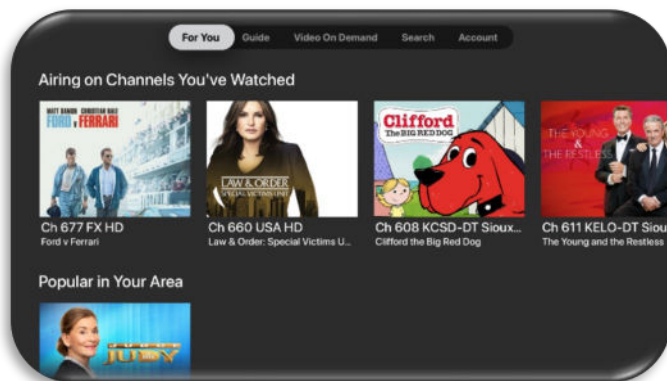 For You Guide Video On Demand Search Account
Airing on Channels You've Watched
MATT DAMON CHRISTIAN BALE
FORD v FERRARI
LAW & ORDER
SPECIAL VICTIMS UNIT
Clifford
THE BIG RED DOG
THE YOUNG
&
THE RESTLESS
Ch 677 FX HD
Ford v Ferrari
Ch 660 USA HD
Law & Order: Special Victims U...
Ch 608 KCSD-DT Sioux...
Clifford the Big Red Dog
Ch 611 KELO-DT Siou
The Young and the Restless
Popular in Your Area
JUDY